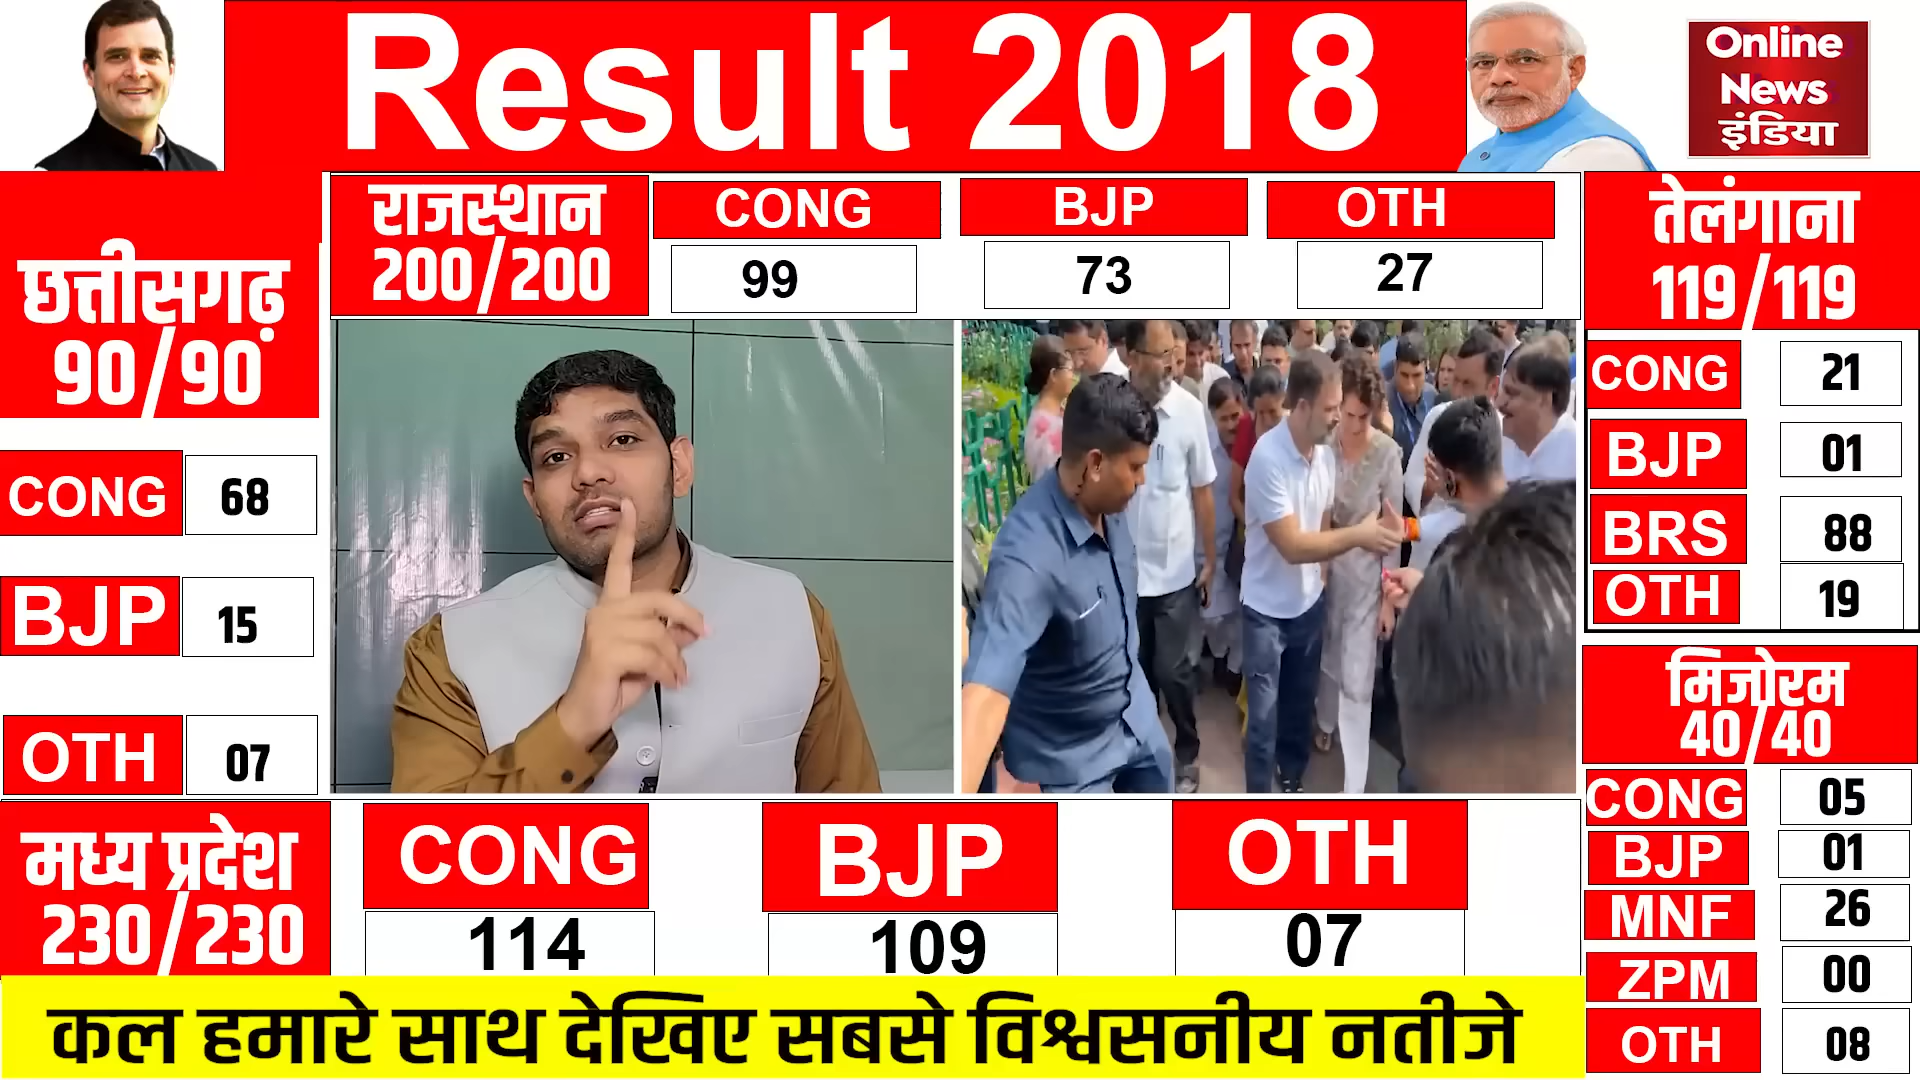 Result 2018
Online
News
इंडिया
छत्तीसगढ़
90/90
CONG 68
BJP 15
OTH 07
राजस्थान
200/200
CONG BJP OTH
99 73 27
तेलंगाना
119/119
CONG 21
BJP 01
BRS 88
OTH 19
मिजोरम
40/40
CONG 05
BJP 01
MNF 26
ZPM 00
OTH 08
मध्य प्रदेश
230/230
CONG BJP OTH
114 109 07
कल हमारे साथ देखिए सबसे विश्वसनीय नतीजे